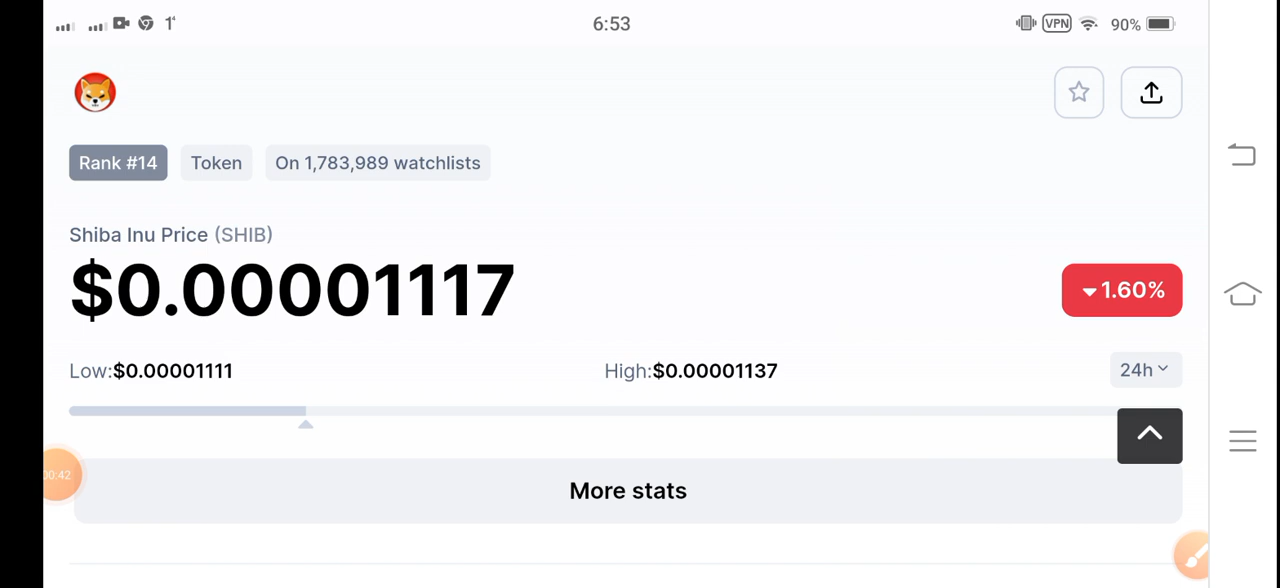 6:53
VPN
90%
Rank #14 Token On 1,783,989 watchlists
Shiba Inu Price (SHIB)
$0.00001117
1.60%
Low:$0.00001111 High:$0.00001137 24h
00:42
More stats